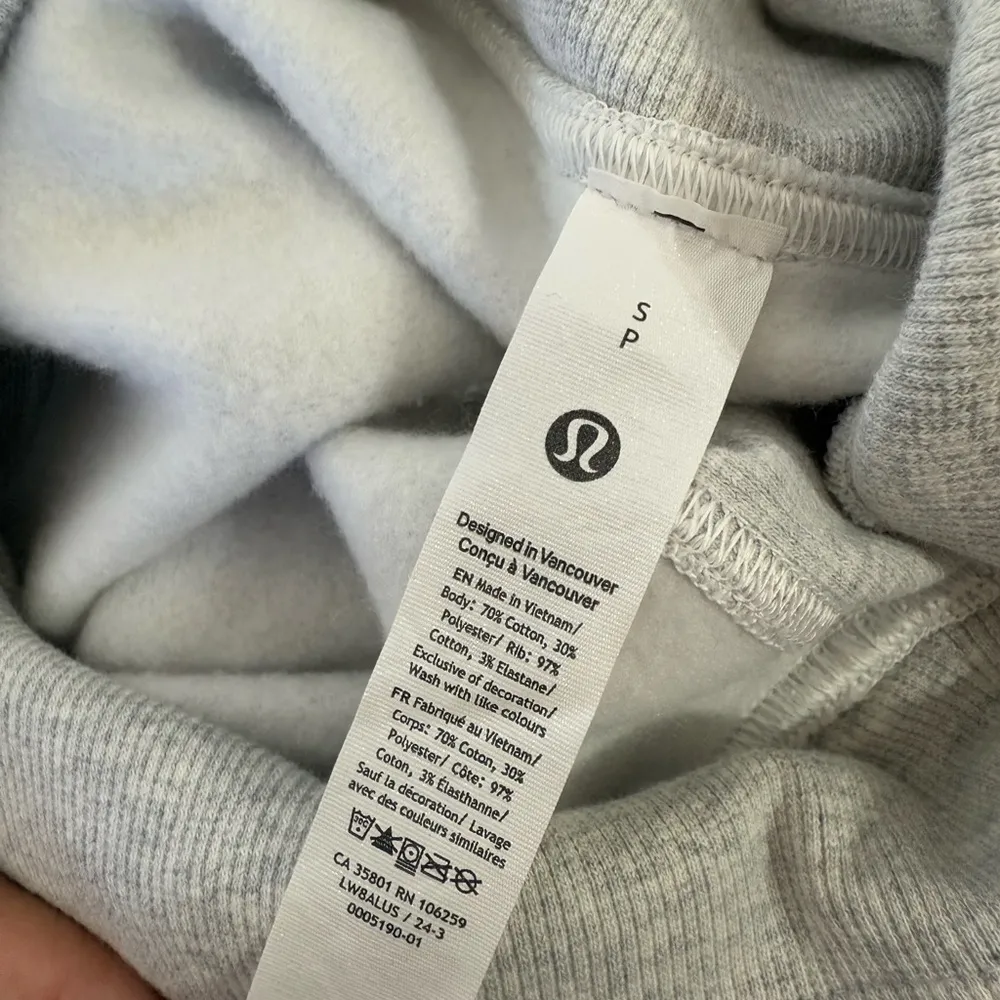 S
P
Designed in Vancouver
Conçu à Vancouver
EN Made in Vietnam/
Body: 70% Cotton, 30%
Polyester/ Rib: 97%
Cotton, 3% Elastane/
Exclusive of decoration/
Wash with like colours
FR Fabriqué au Vietnam/
Corps: 70% Coton, 30%
Polyester/ Côte: 97%
Coton, 3% Élasthanne/
Sauf la décoration/ Lavage
avec des couleurs similaires
30C
CA 35801 RN 106259
LW8ALUS / 24-3
0005190-01